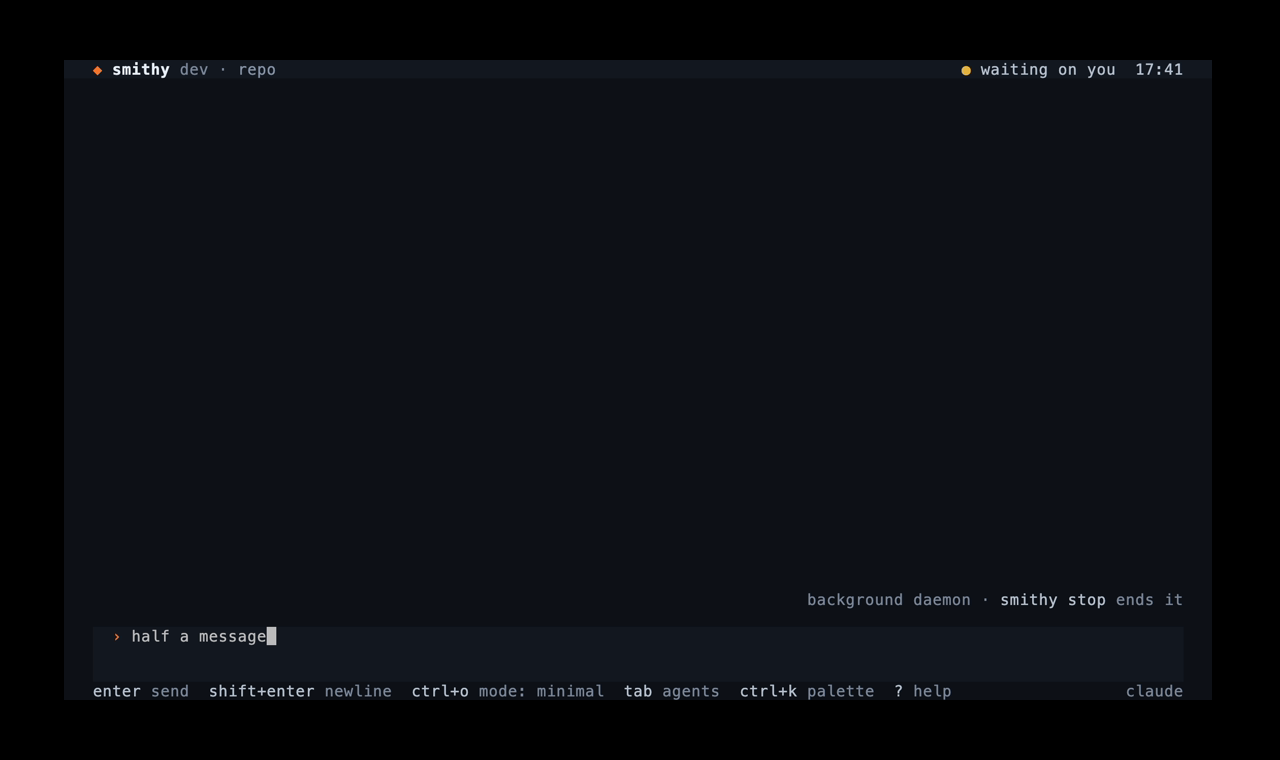 ◆ smithy dev · repo ● waiting on you 17:41
background daemon · smithy stop ends it
› half a message
enter send shift+enter newline ctrl+o mode: minimal tab agents ctrl+k palette ? help claude